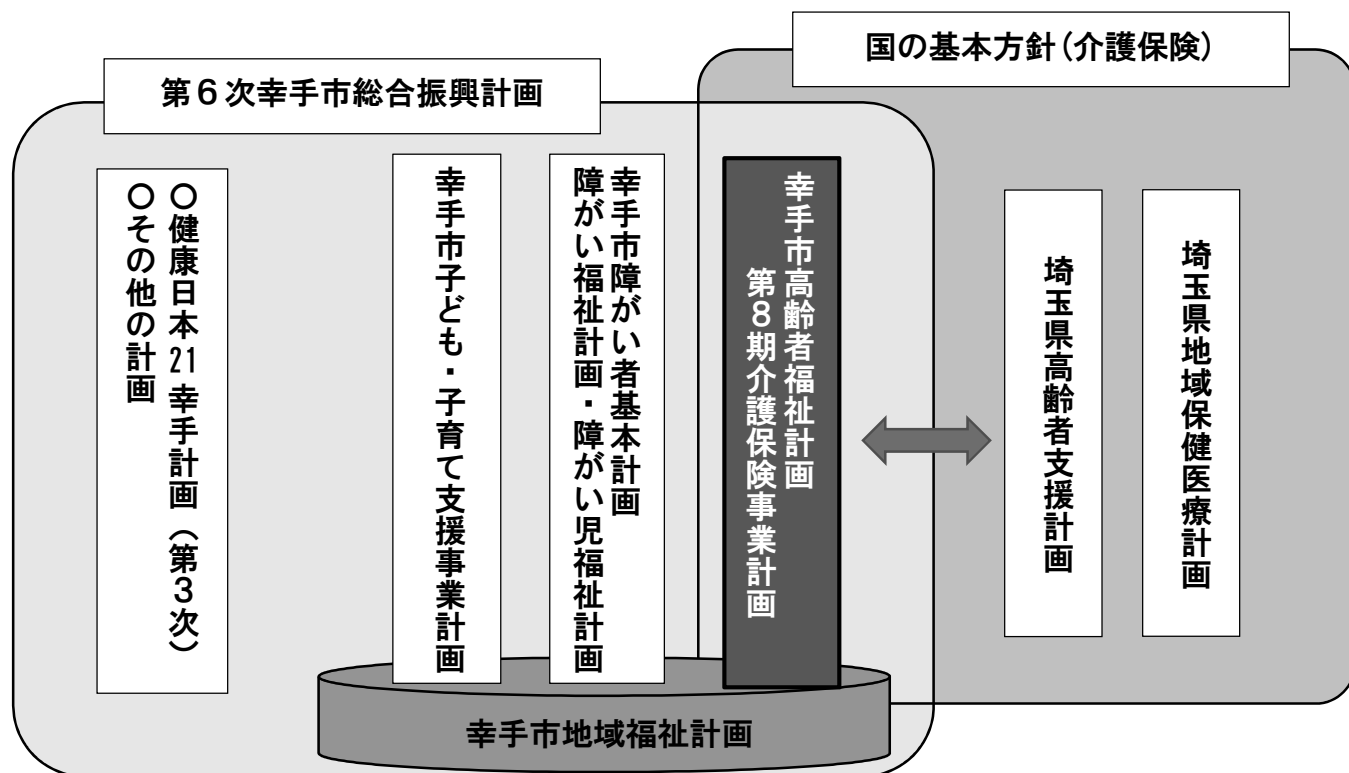 国の基本方針（介護保険）
第６次幸手市総合振興計画
〇健康日本21幸手計画（第３次）
〇その他の計画
幸手市子ども・子育て支援事業計画
幸手市障がい者基本計画
障がい福祉計画・障がい児福祉計画
幸手市高齢者福祉計画
第８期介護保険事業計画
埼玉県高齢者支援計画
埼玉県地域保健医療計画
幸手市地域福祉計画